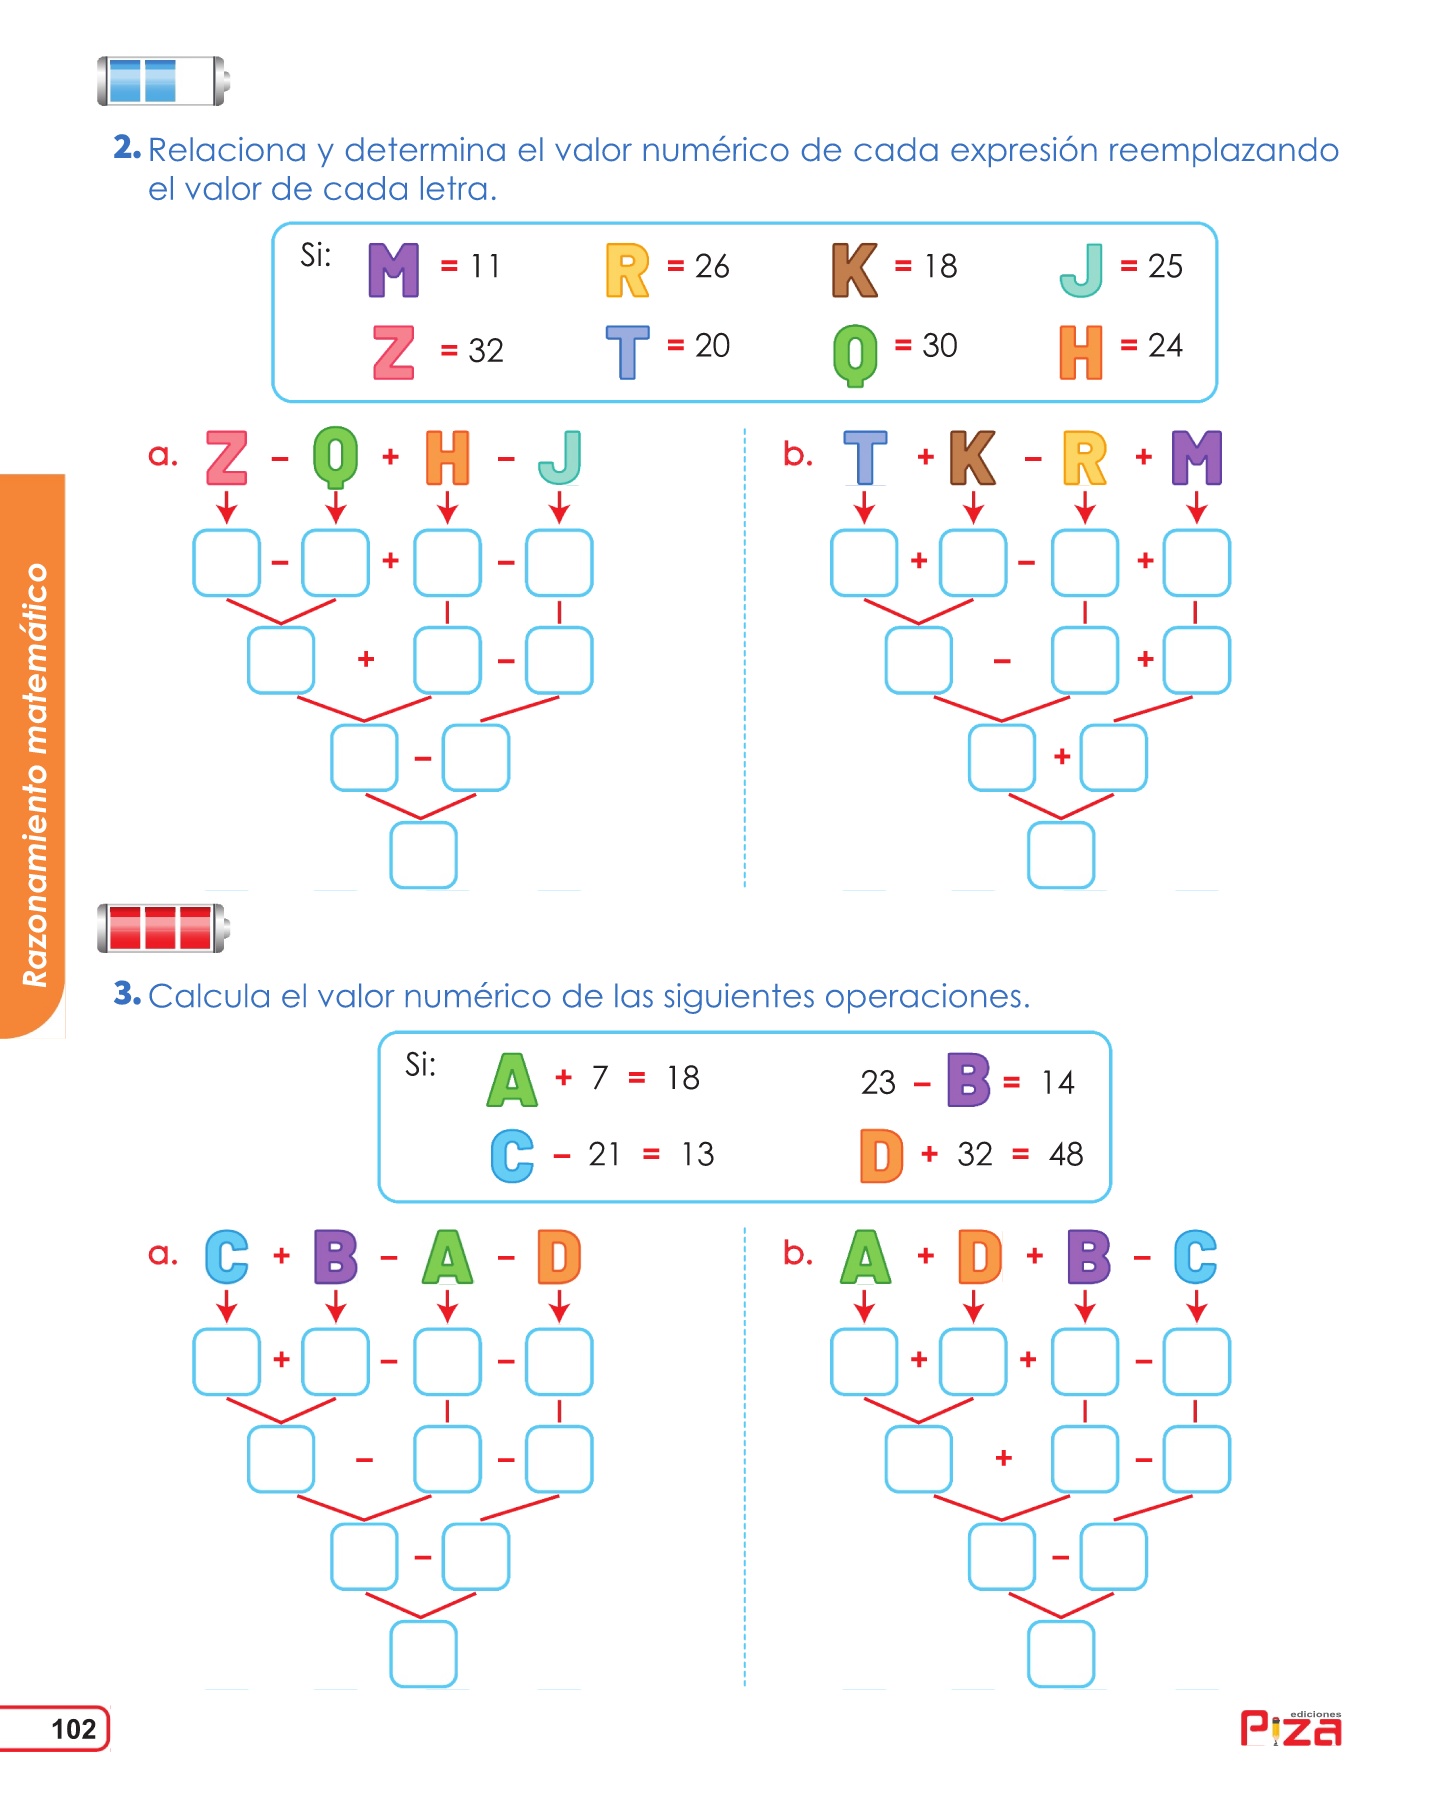 2. Relaciona y determina el valor numérico de cada expresión reemplazando
el valor de cada letra.
Si: M = 11 R = 26 K = 18 J = 25
Z = 32 T = 20 Q = 30 H = 24
a. Z – Q + H – J
– + –
+ –
–
b. T + K – R + M
+ – +
– +
+
Razonamiento matemático
3. Calcula el valor numérico de las siguientes operaciones.
Si: A + 7 = 18 23 – B = 14
C – 21 = 13 D + 32 = 48
a. C + B – A – D
+ – –
– –
–
b. A + D + B – C
+ + –
+ –
–
102
ediciones
Piza